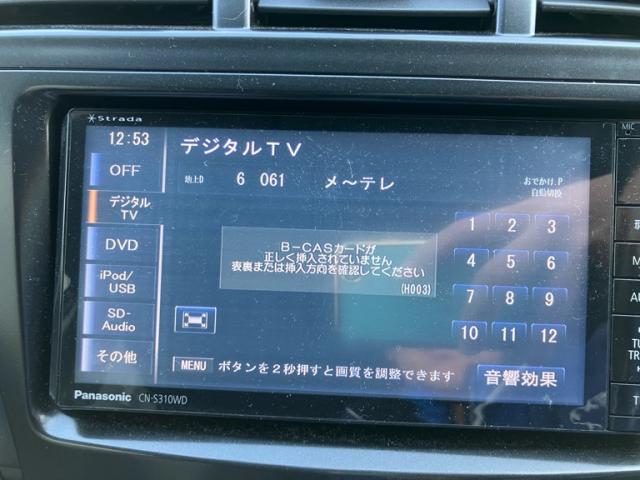 Strada
12:53
デジタルTV
OFF
地上D 6 061 メ～テレ
おでかけ.P
自動切換
デジタル
TV
DVD
iPod/
USB
SD-
Audio
その他
B-CASカードが
正しく挿入されていません
表裏または挿入方向を確認してください
(H003)
1 2 3
4 5 6
7 8 9
10 11 12
MENU ボタンを2秒押すと画質を調整できます
音響効果
Panasonic CN-S310WD
MIC